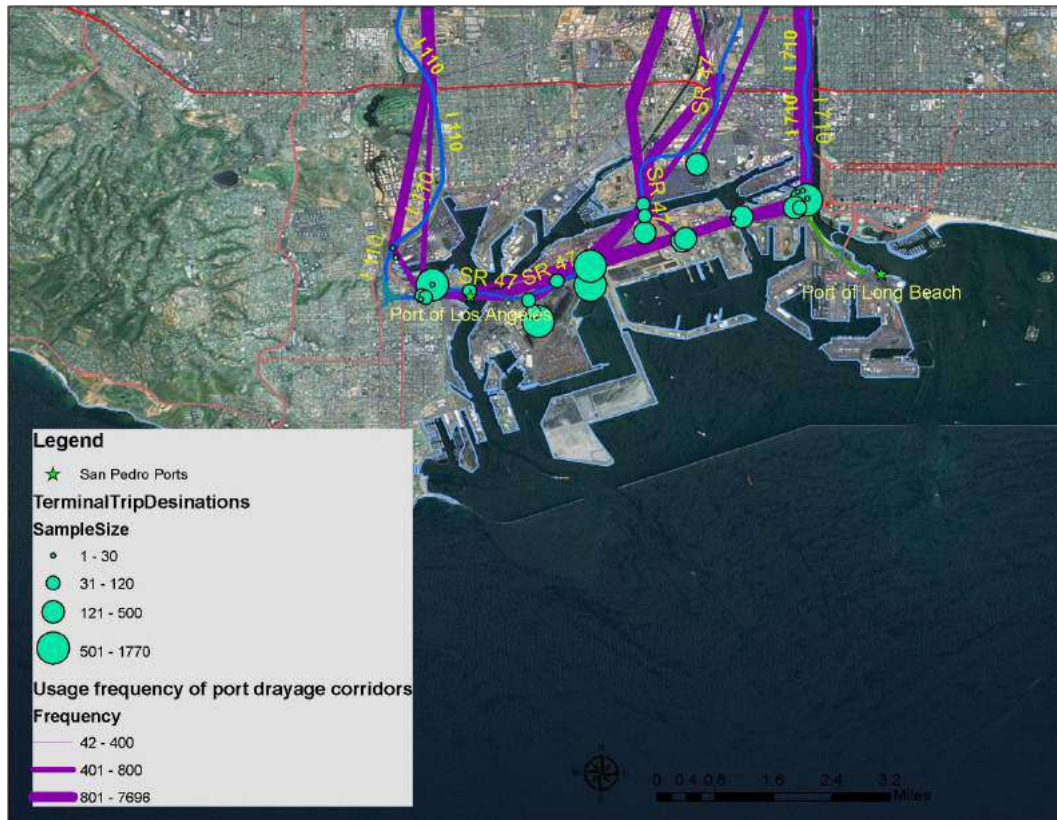 I 110
I 110
I 110
I 110
SR 47
SR 47
SR 47
SR 47
I 710
I 710
I 710
Port of Los Angeles
Port of Long Beach
Legend
San Pedro Ports
TerminalTripDesinations
SampleSize
1 - 30
31 - 120
121 - 500
501 - 1770
Usage frequency of port drayage corridors
Frequency
42 - 400
401 - 800
801 - 7696
N
0 0.4 0.8 1.6 2.4 3.2
Miles